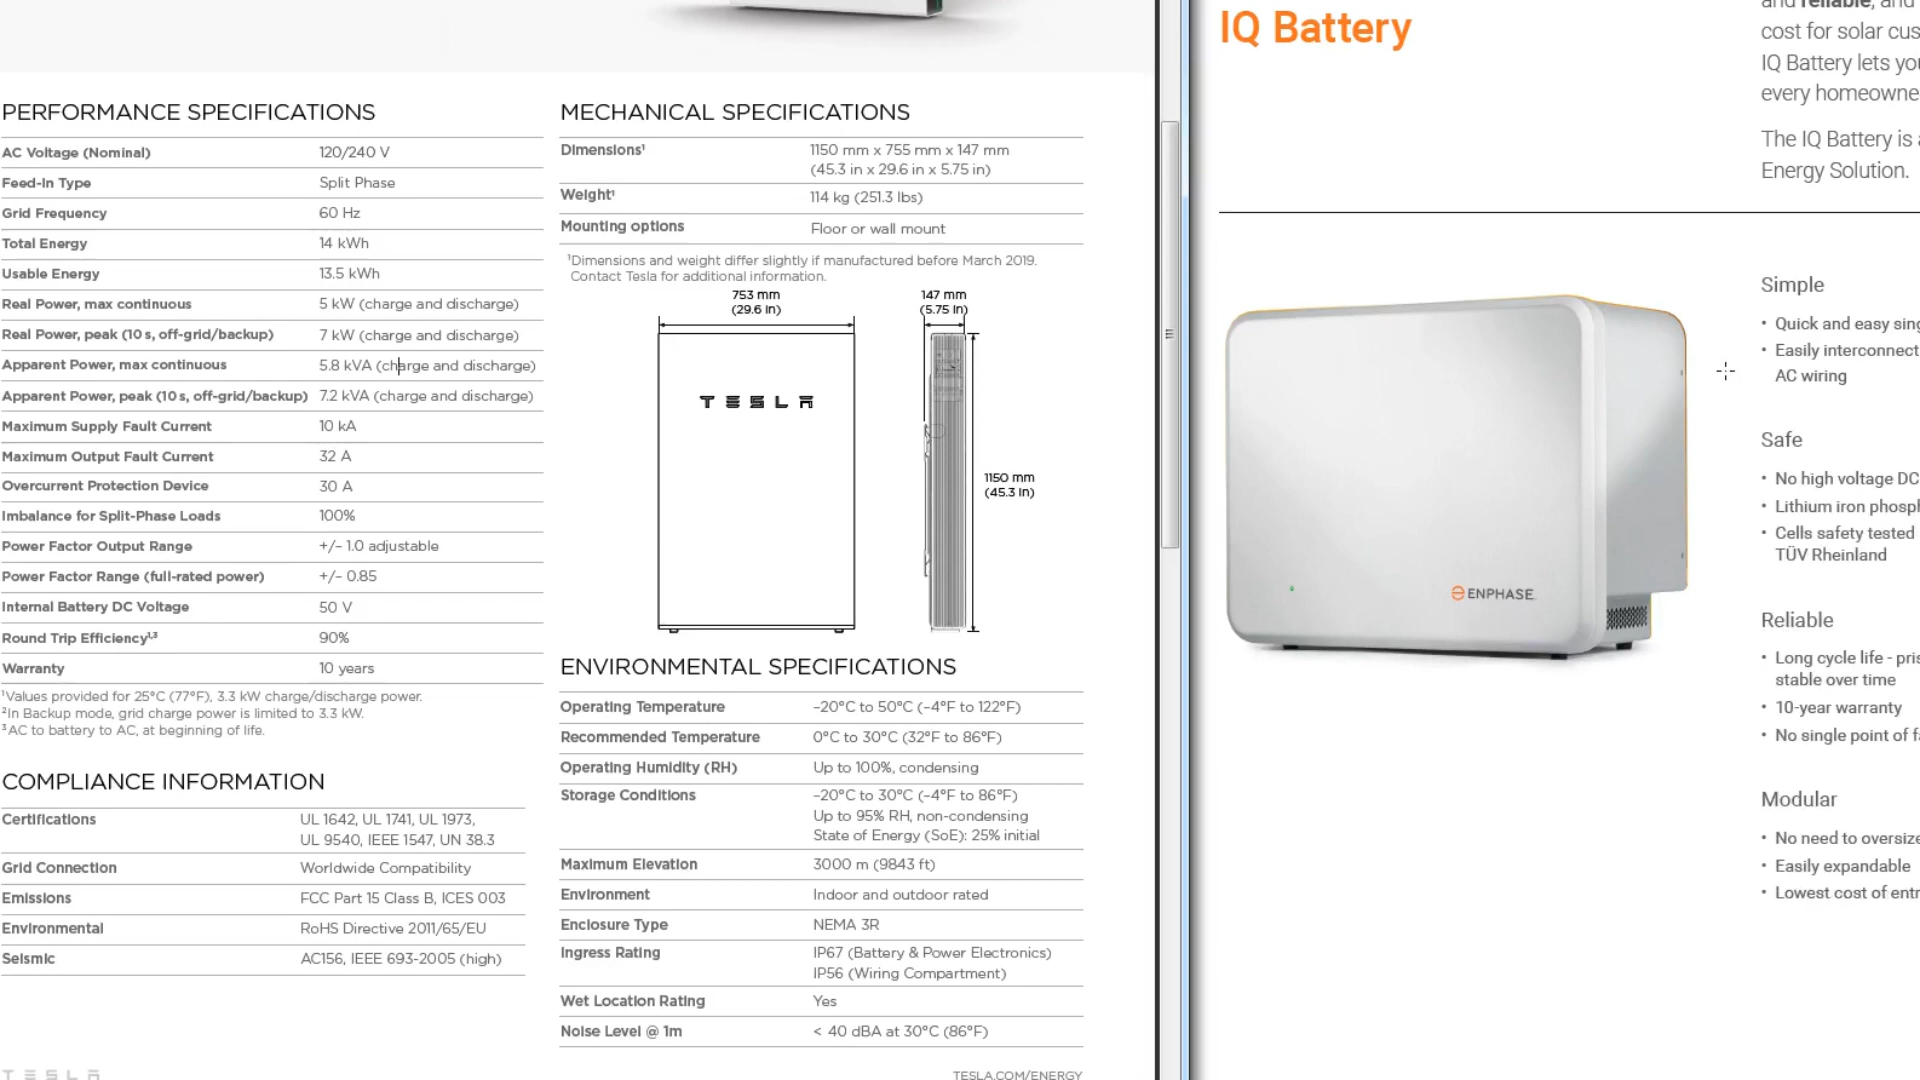 PERFORMANCE SPECIFICATIONS
AC Voltage (Nominal) 120/240 V
Feed-In Type Split Phase
Grid Frequency 60 Hz
Total Energy 14 kWh
Usable Energy 13.5 kWh
Real Power, max continuous 5 kW (charge and discharge)
Real Power, peak (10 s, off-grid/backup) 7 kW (charge and discharge)
Apparent Power, max continuous 5.8 kVA (charge and discharge)
Apparent Power, peak (10 s, off-grid/backup) 7.2 kVA (charge and discharge)
Maximum Supply Fault Current 10 kA
Maximum Output Fault Current 32 A
Overcurrent Protection Device 30 A
Imbalance for Split-Phase Loads 100%
Power Factor Output Range +/– 1.0 adjustable
Power Factor Range (full-rated power) +/– 0.85
Internal Battery DC Voltage 50 V
Round Trip Efficiency¹,³ 90%
Warranty 10 years
¹Values provided for 25°C (77°F), 3.3 kW charge/discharge power.
²In Backup mode, grid charge power is limited to 3.3 kW.
³AC to battery to AC, at beginning of life.
COMPLIANCE INFORMATION
Certifications UL 1642, UL 1741, UL 1973,
UL 9540, IEEE 1547, UN 38.3
Grid Connection Worldwide Compatibility
Emissions FCC Part 15 Class B, ICES 003
Environmental RoHS Directive 2011/65/EU
Seismic AC156, IEEE 693-2005 (high)
TESLA
MECHANICAL SPECIFICATIONS
Dimensions¹ 1150 mm x 755 mm x 147 mm
(45.3 in x 29.6 in x 5.75 in)
Weight¹ 114 kg (251.3 lbs)
Mounting options Floor or wall mount
¹Dimensions and weight differ slightly if manufactured before March 2019.
Contact Tesla for additional information.
753 mm
(29.6 in)
147 mm
(5.75 in)
TESLA
1150 mm
(45.3 in)
ENVIRONMENTAL SPECIFICATIONS
Operating Temperature –20°C to 50°C (–4°F to 122°F)
Recommended Temperature 0°C to 30°C (32°F to 86°F)
Operating Humidity (RH) Up to 100%, condensing
Storage Conditions –20°C to 30°C (–4°F to 86°F)
Up to 95% RH, non-condensing
State of Energy (SoE): 25% initial
Maximum Elevation 3000 m (9843 ft)
Environment Indoor and outdoor rated
Enclosure Type NEMA 3R
Ingress Rating IP67 (Battery & Power Electronics)
IP56 (Wiring Compartment)
Wet Location Rating Yes
Noise Level @ 1m < 40 dBA at 30°C (86°F)
TESLA.COM/ENERGY
IQ Battery
and reliable, and
cost for solar cus
IQ Battery lets you
every homeowne
The IQ Battery is a
Energy Solution.
ENPHASE
Simple
• Quick and easy sing
• Easily interconnect
AC wiring
Safe
• No high voltage DC
• Lithium iron phosph
• Cells safety tested
TÜV Rheinland
Reliable
• Long cycle life - pris
stable over time
• 10-year warranty
• No single point of fa
Modular
• No need to oversize
• Easily expandable
• Lowest cost of entr